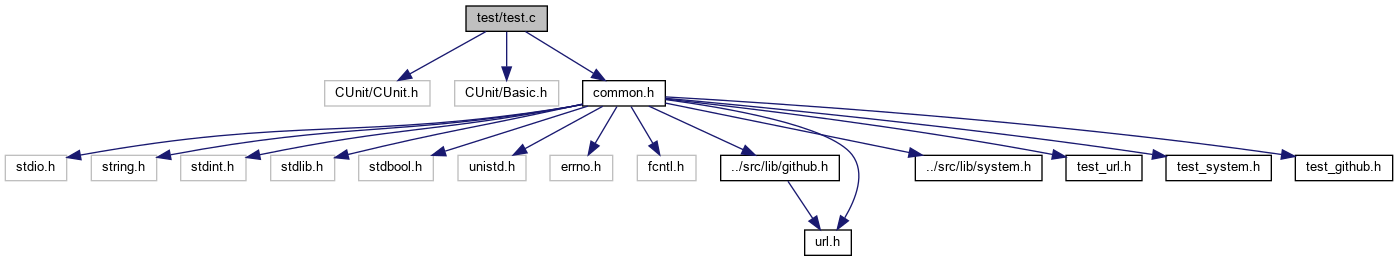 test/test.c
CUnit/CUnit.h
CUnit/Basic.h
common.h
stdio.h
string.h
stdint.h
stdlib.h
stdbool.h
unistd.h
errno.h
fcntl.h
../src/lib/github.h
../src/lib/system.h
test_url.h
test_system.h
test_github.h
url.h